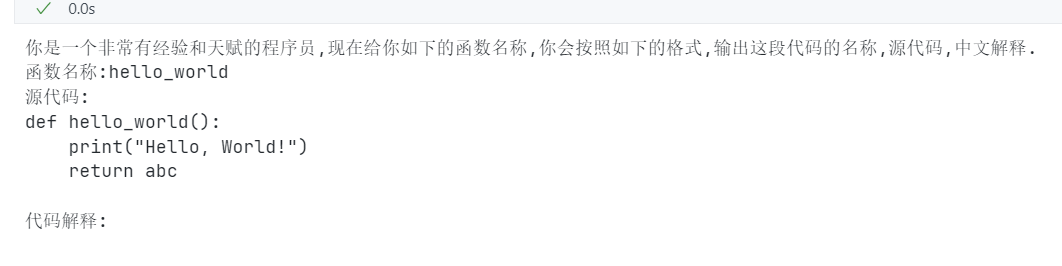 ✓ 0.0s
你是一个非常有经验和天赋的程序员,现在给你如下的函数名称,你会按照如下的格式,输出这段代码的名称,源代码,中文解释.
函数名称:hello_world
源代码:
def hello_world():
    print("Hello, World!")
    return abc

代码解释: